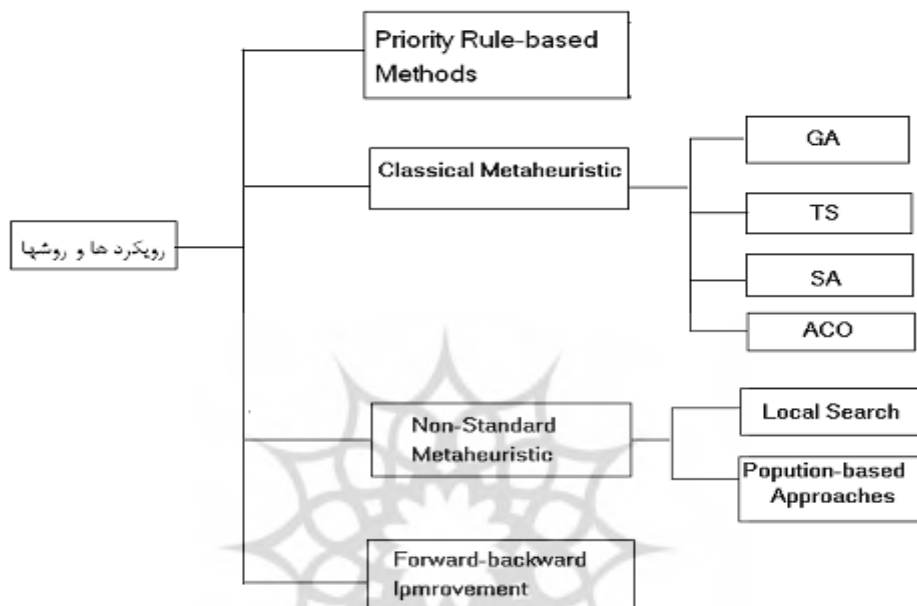 Priority Rule-based
Methods
Classical Metaheuristic
GA
TS
SA
ACO
رویکرد ها و روشها
Non-Standard
Metaheuristic
Local Search
Popution-based
Approaches
Forward-backward
Ipmrovement